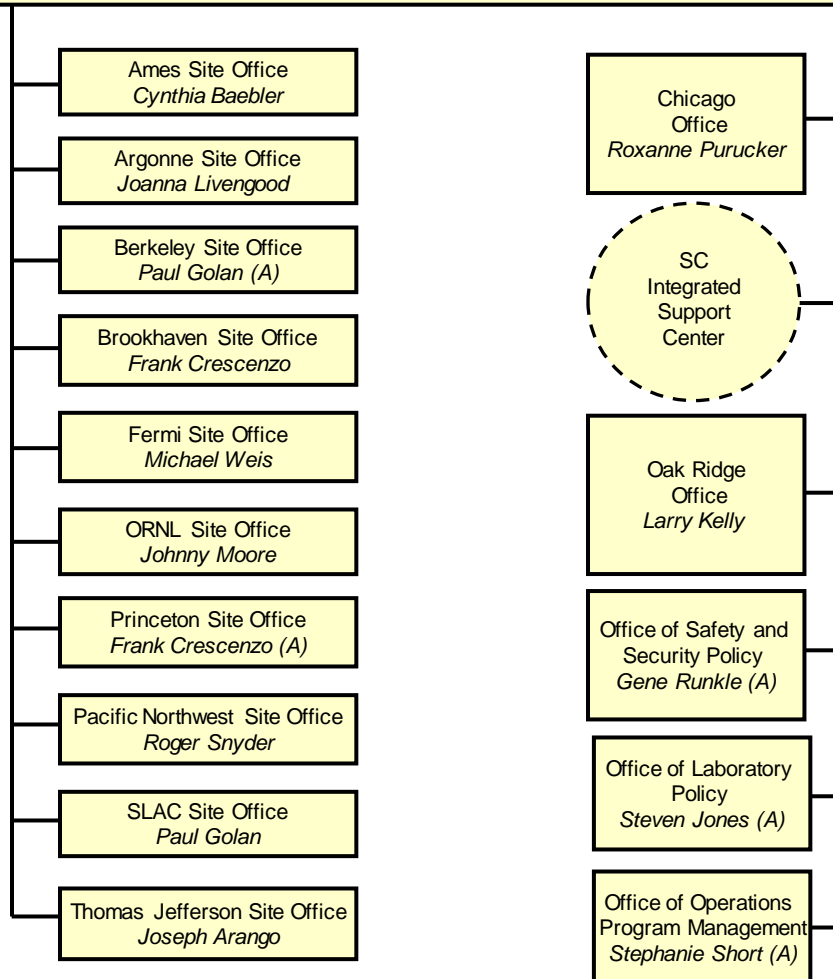 Ames Site Office
Cynthia Baebler
Argonne Site Office
Joanna Livengood
Berkeley Site Office
Paul Golan (A)
Brookhaven Site Office
Frank Crescenzo
Fermi Site Office
Michael Weis
ORNL Site Office
Johnny Moore
Princeton Site Office
Frank Crescenzo (A)
Pacific Northwest Site Office
Roger Snyder
SLAC Site Office
Paul Golan
Thomas Jefferson Site Office
Joseph Arango
Chicago
Office
Roxanne Purucker
SC
Integrated
Support
Center
Oak Ridge
Office
Larry Kelly
Office of Safety and
Security Policy
Gene Runkle (A)
Office of Laboratory
Policy
Steven Jones (A)
Office of Operations
Program Management
Stephanie Short (A)